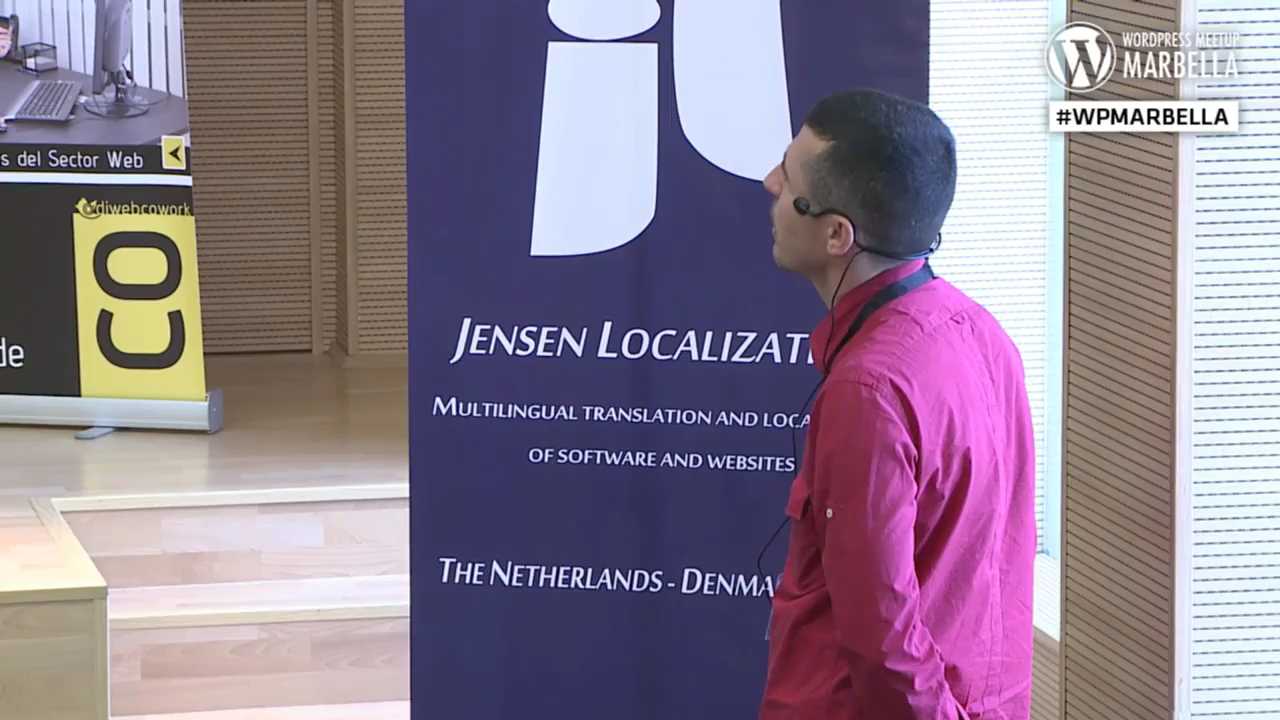 WORDPRESS MEETUP
MARBELLA
#WPMARBELLA
s del Sector Web
diwebcowork
CO
de
JENSEN LOCALIZATI
MULTILINGUAL TRANSLATION AND LOCA
OF SOFTWARE AND WEBSITES
THE NETHERLANDS - DENMA